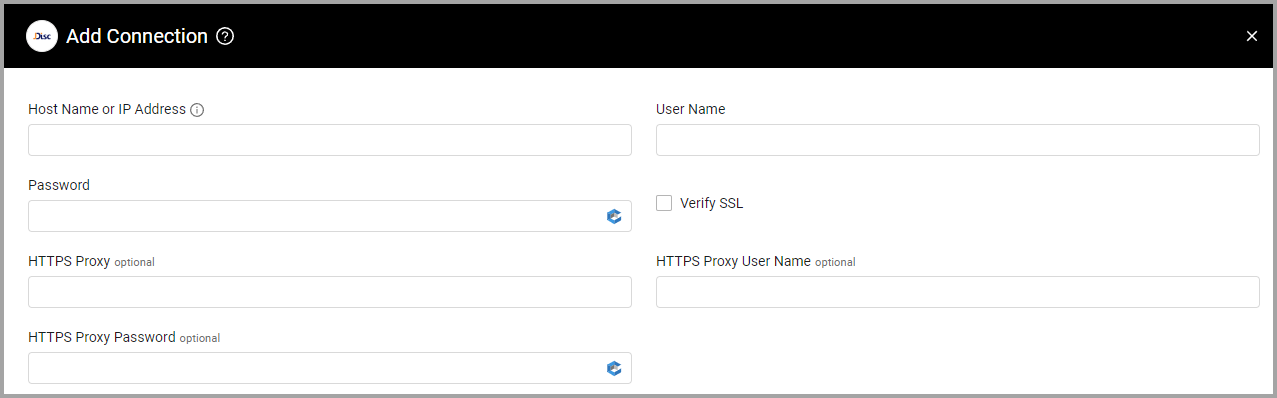 .Disc Add Connection ?
Host Name or IP Address
User Name
Password
Verify SSL
HTTPS Proxy optional
HTTPS Proxy User Name optional
HTTPS Proxy Password optional